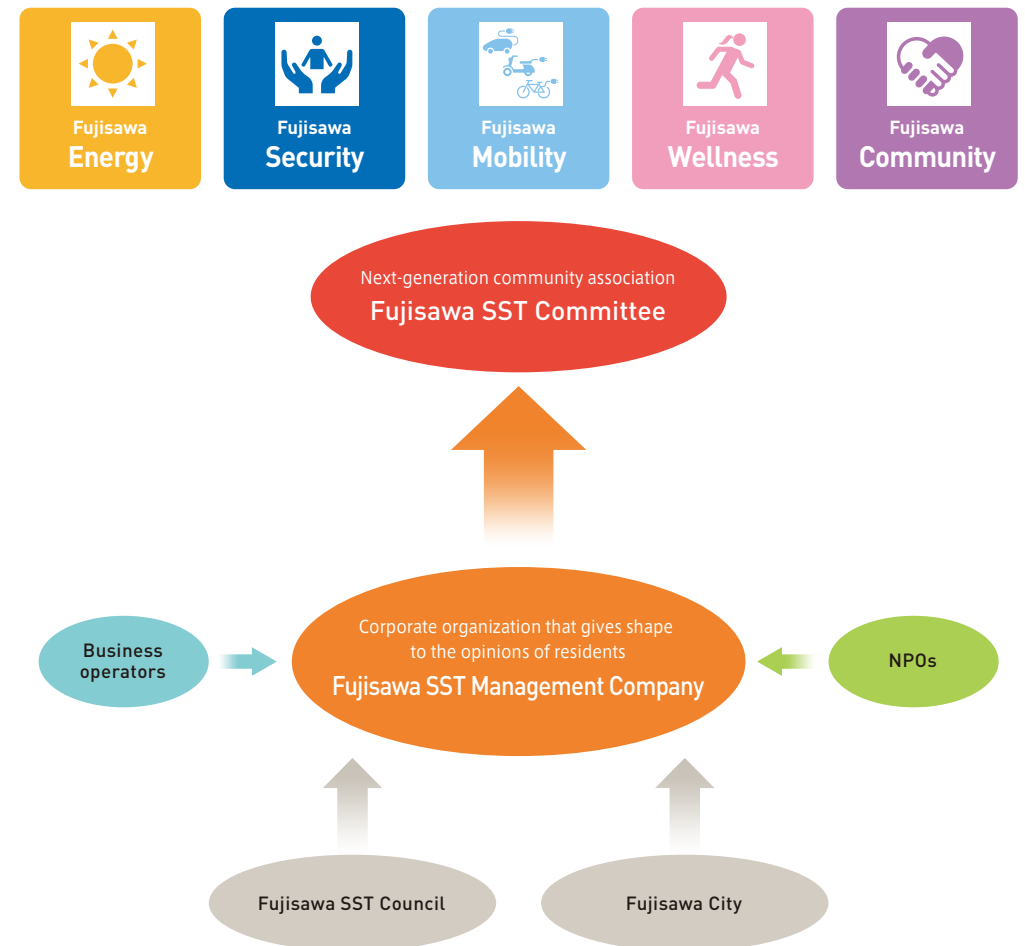 Fujisawa
Energy
Fujisawa
Security
Fujisawa
Mobility
Fujisawa
Wellness
Fujisawa
Community
Next-generation community association
Fujisawa SST Committee
Corporate organization that gives shape
to the opinions of residents
Fujisawa SST Management Company
Business
operators
NPOs
Fujisawa SST Council
Fujisawa City